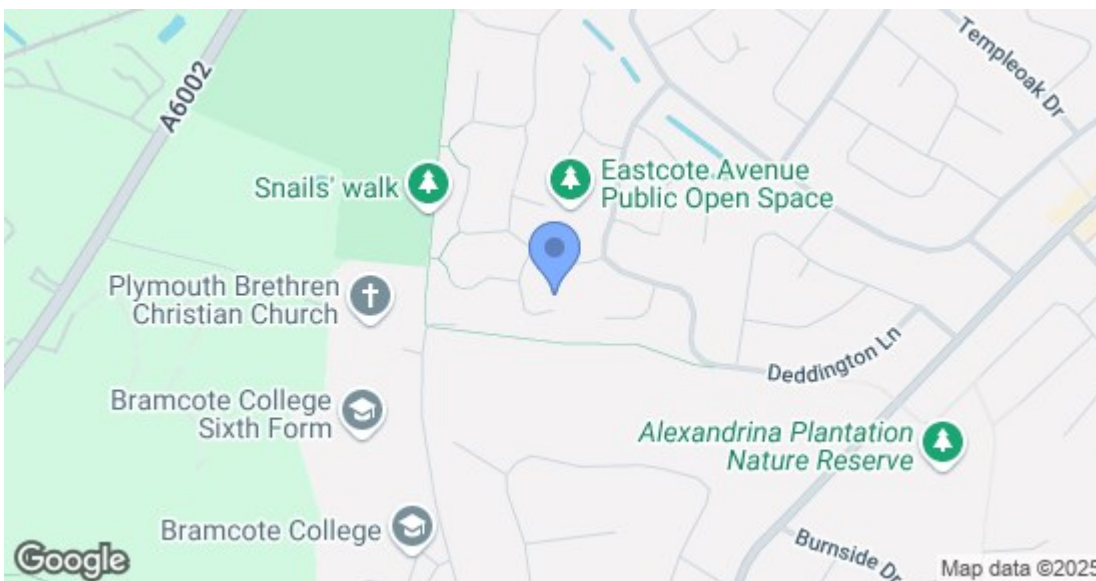 A6002
Templeoak Dr
Snails' walk
Eastcote Avenue
Public Open Space
Plymouth Brethren
Christian Church
Deddington Ln
Bramcote College
Sixth Form
Alexandrina Plantation
Nature Reserve
Bramcote College
Burnside Dr
Google
Map data ©2025